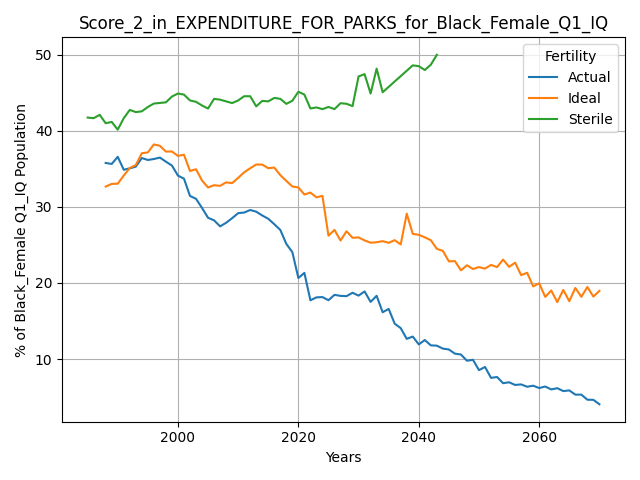 Score_2_in_EXPENDITURE_FOR_PARKS_for_Black_Female_Q1_IQ
% of Black_Female Q1_IQ Population
50
40
30
20
10
Fertility
Actual
Ideal
Sterile
2000
2020
2040
2060
Years